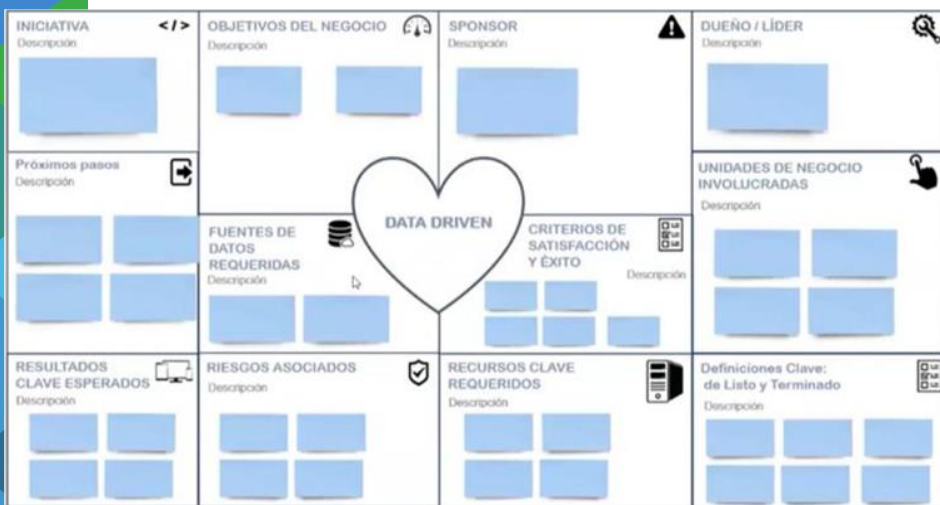 INICIATIVA
</>
Descripción
OBJETIVOS DEL NEGOCIO
Descripción
SPONSOR
Descripción
DUEÑO / LÍDER
Descripción
Próximos pasos
Descripción
DATA DRIVEN
UNIDADES DE NEGOCIO
INVOLUCRADAS
Descripción
FUENTES DE
DATOS
REQUERIDAS
Descripción
CRITERIOS DE
SATISFACCIÓN
Y ÉXITO
Descripción
RESULTADOS
CLAVE ESPERADOS
Descripción
RIESGOS ASOCIADOS
Descripción
RECURSOS CLAVE
REQUERIDOS
Descripción
Definiciones Clave:
de Listo y Terminado
Descripción